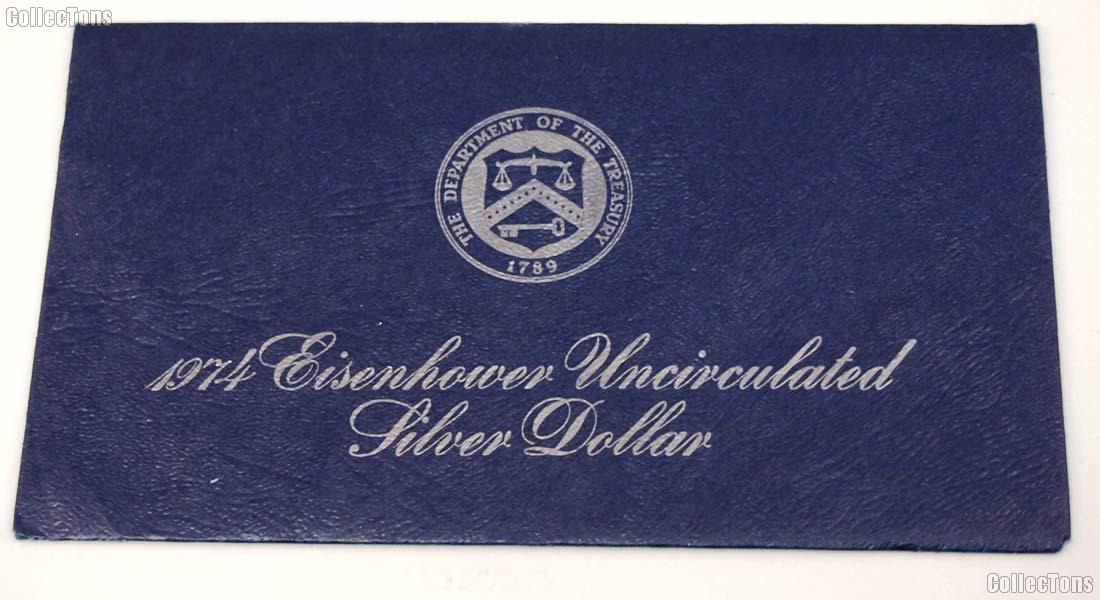 CollecTons
THE DEPARTMENT OF THE TREASURY
1789
1974 Eisenhower Uncirculated
Silver Dollar
CollecTons